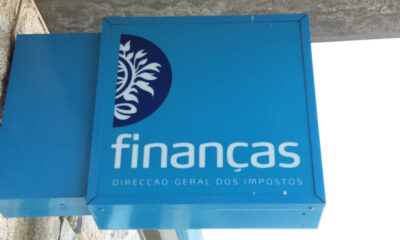 finanças
DIRECÇÃO GERAL DOS IMPOSTOS